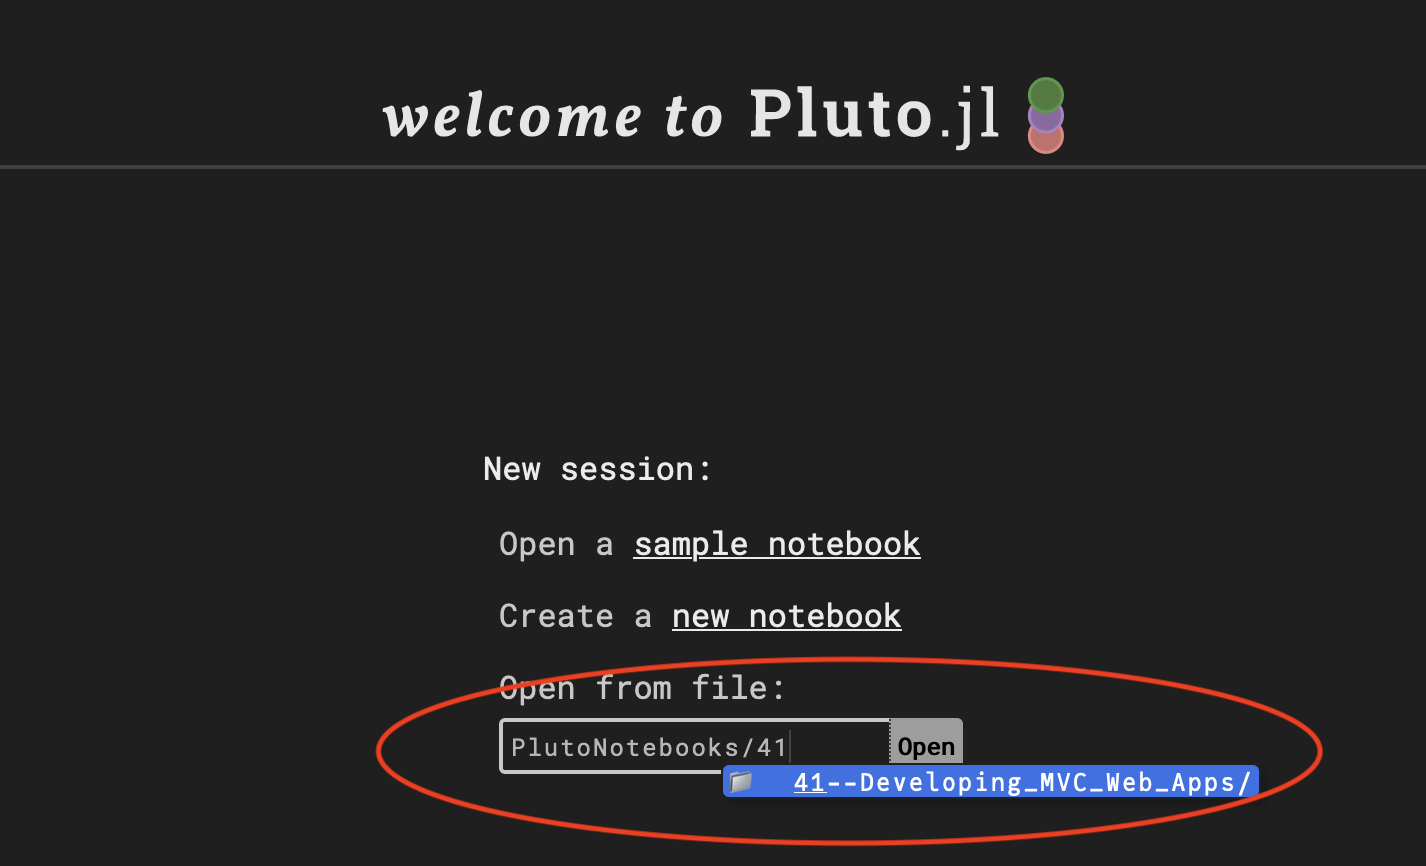 welcome to Pluto.jl
New session:
Open a sample notebook
Create a new notebook
Open from file:
PlutoNotebooks/41
Open
41--Developing_MVC_Web_Apps/